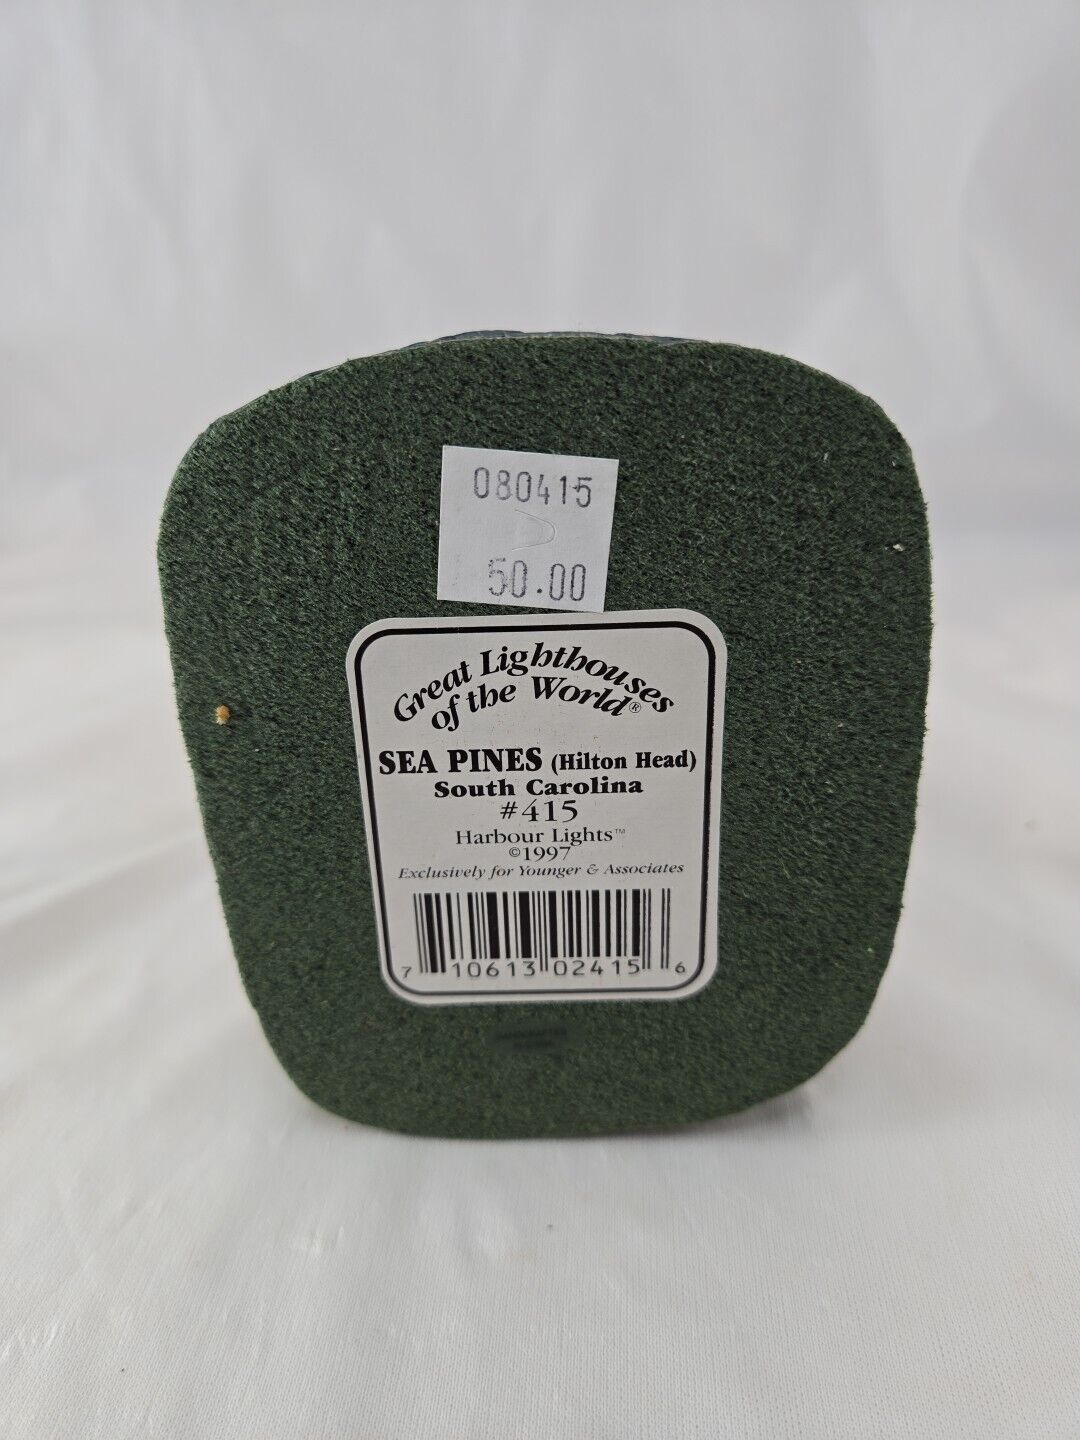 080415
50.00
Great Lighthouses
of the World®
SEA PINES (Hilton Head)
South Carolina
#415
Harbour Lights™
©1997
Exclusively for Younger & Associates
7 10613 02415 6